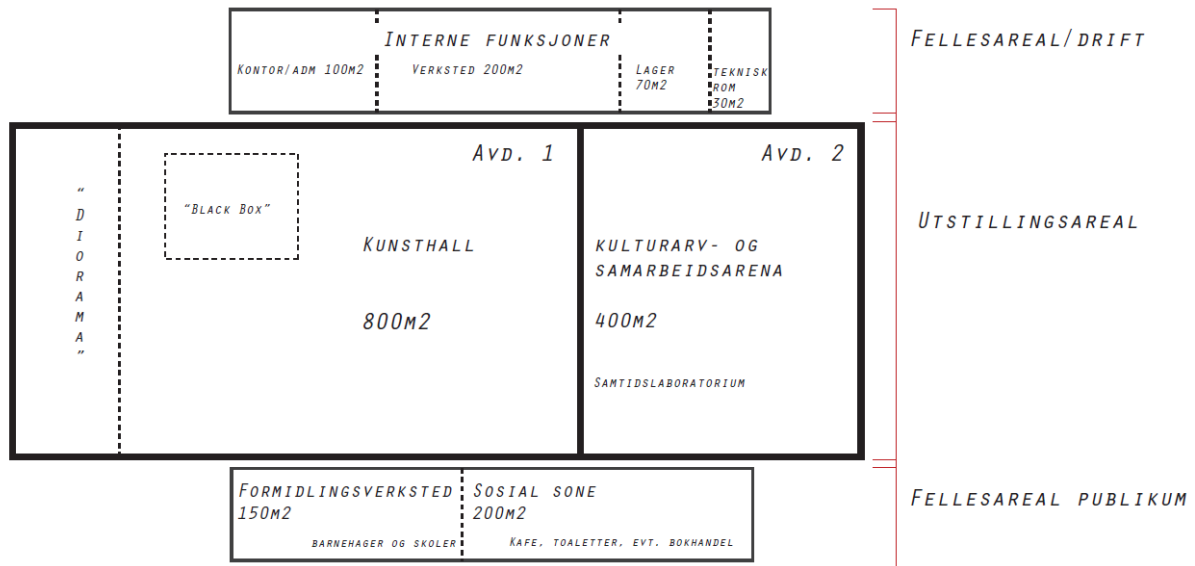 Interne funksjoner
Kontor/adm 100m2
Verksted 200m2
Lager
70m2
teknisk
rom
30m2
Fellesareal/drift
"Diorama"
"Black Box"
Avd. 1
Kunsthall
800m2
Avd. 2
kulturarv- og
samarbeidsarena
400m2
Samtidslaboratorium
Utstillingsareal
Formidlingsverksted
150m2
barnehager og skoler
Sosial sone
200m2
Kafe, toaletter, evt. bokhandel
Fellesareal publikum